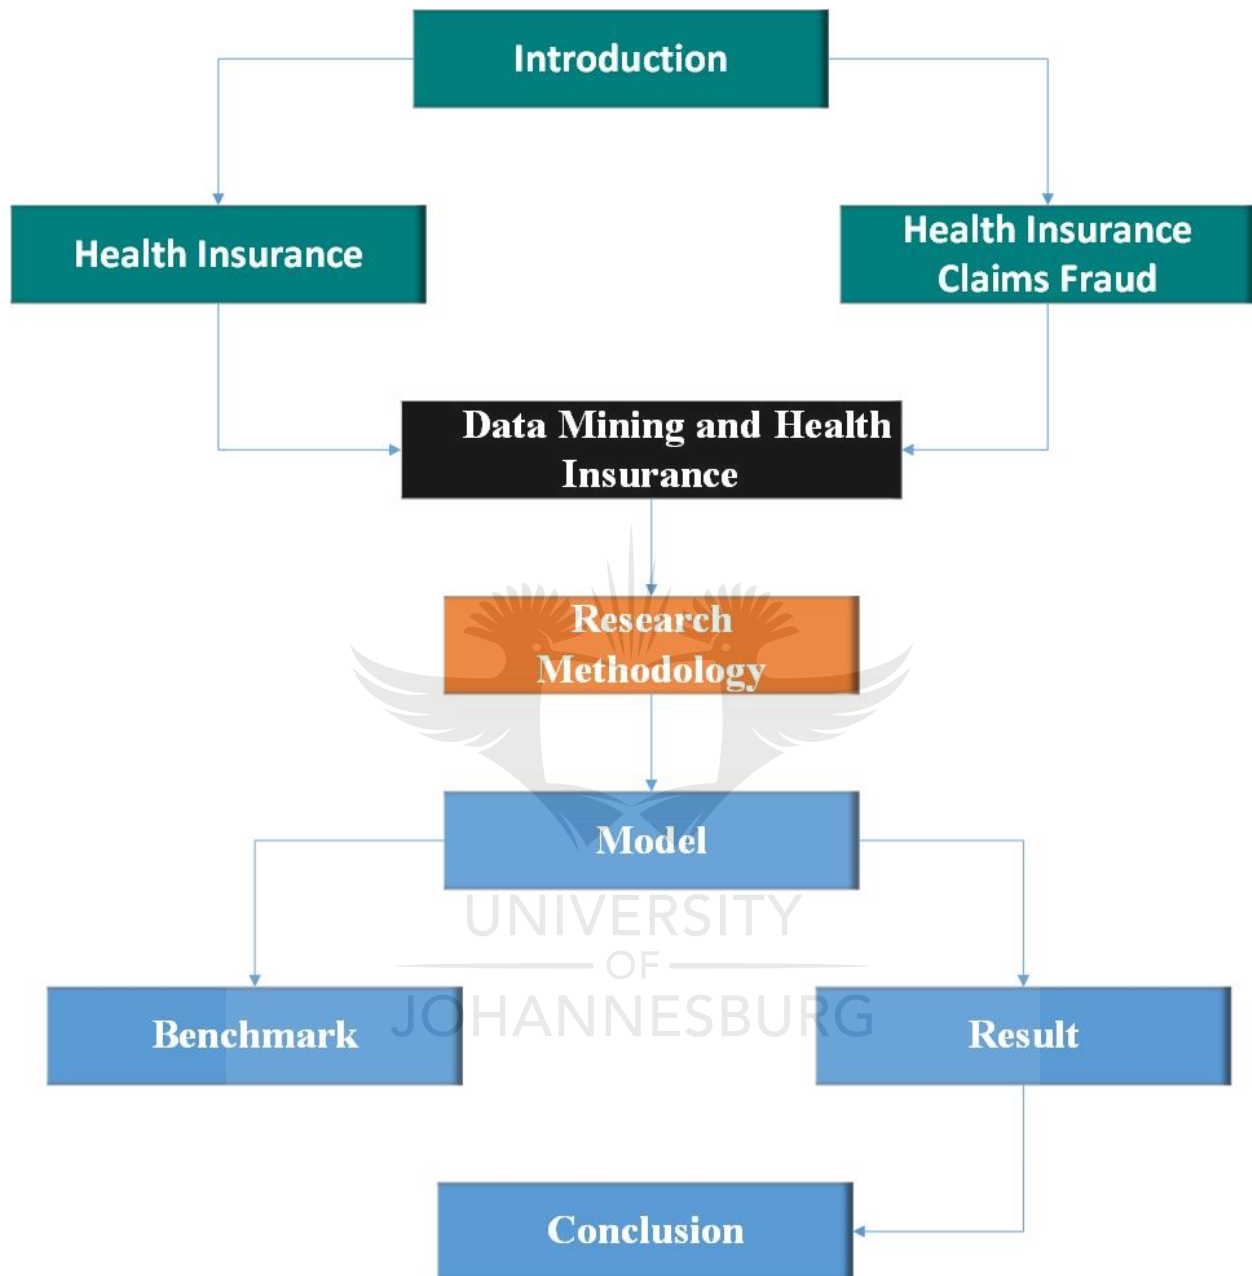 Introduction
Health Insurance
Health Insurance
Claims Fraud
Data Mining and Health
Insurance
Research
Methodology
Model
UNIVERSITY
OF
JOHANNESBURG
Benchmark
Result
Conclusion